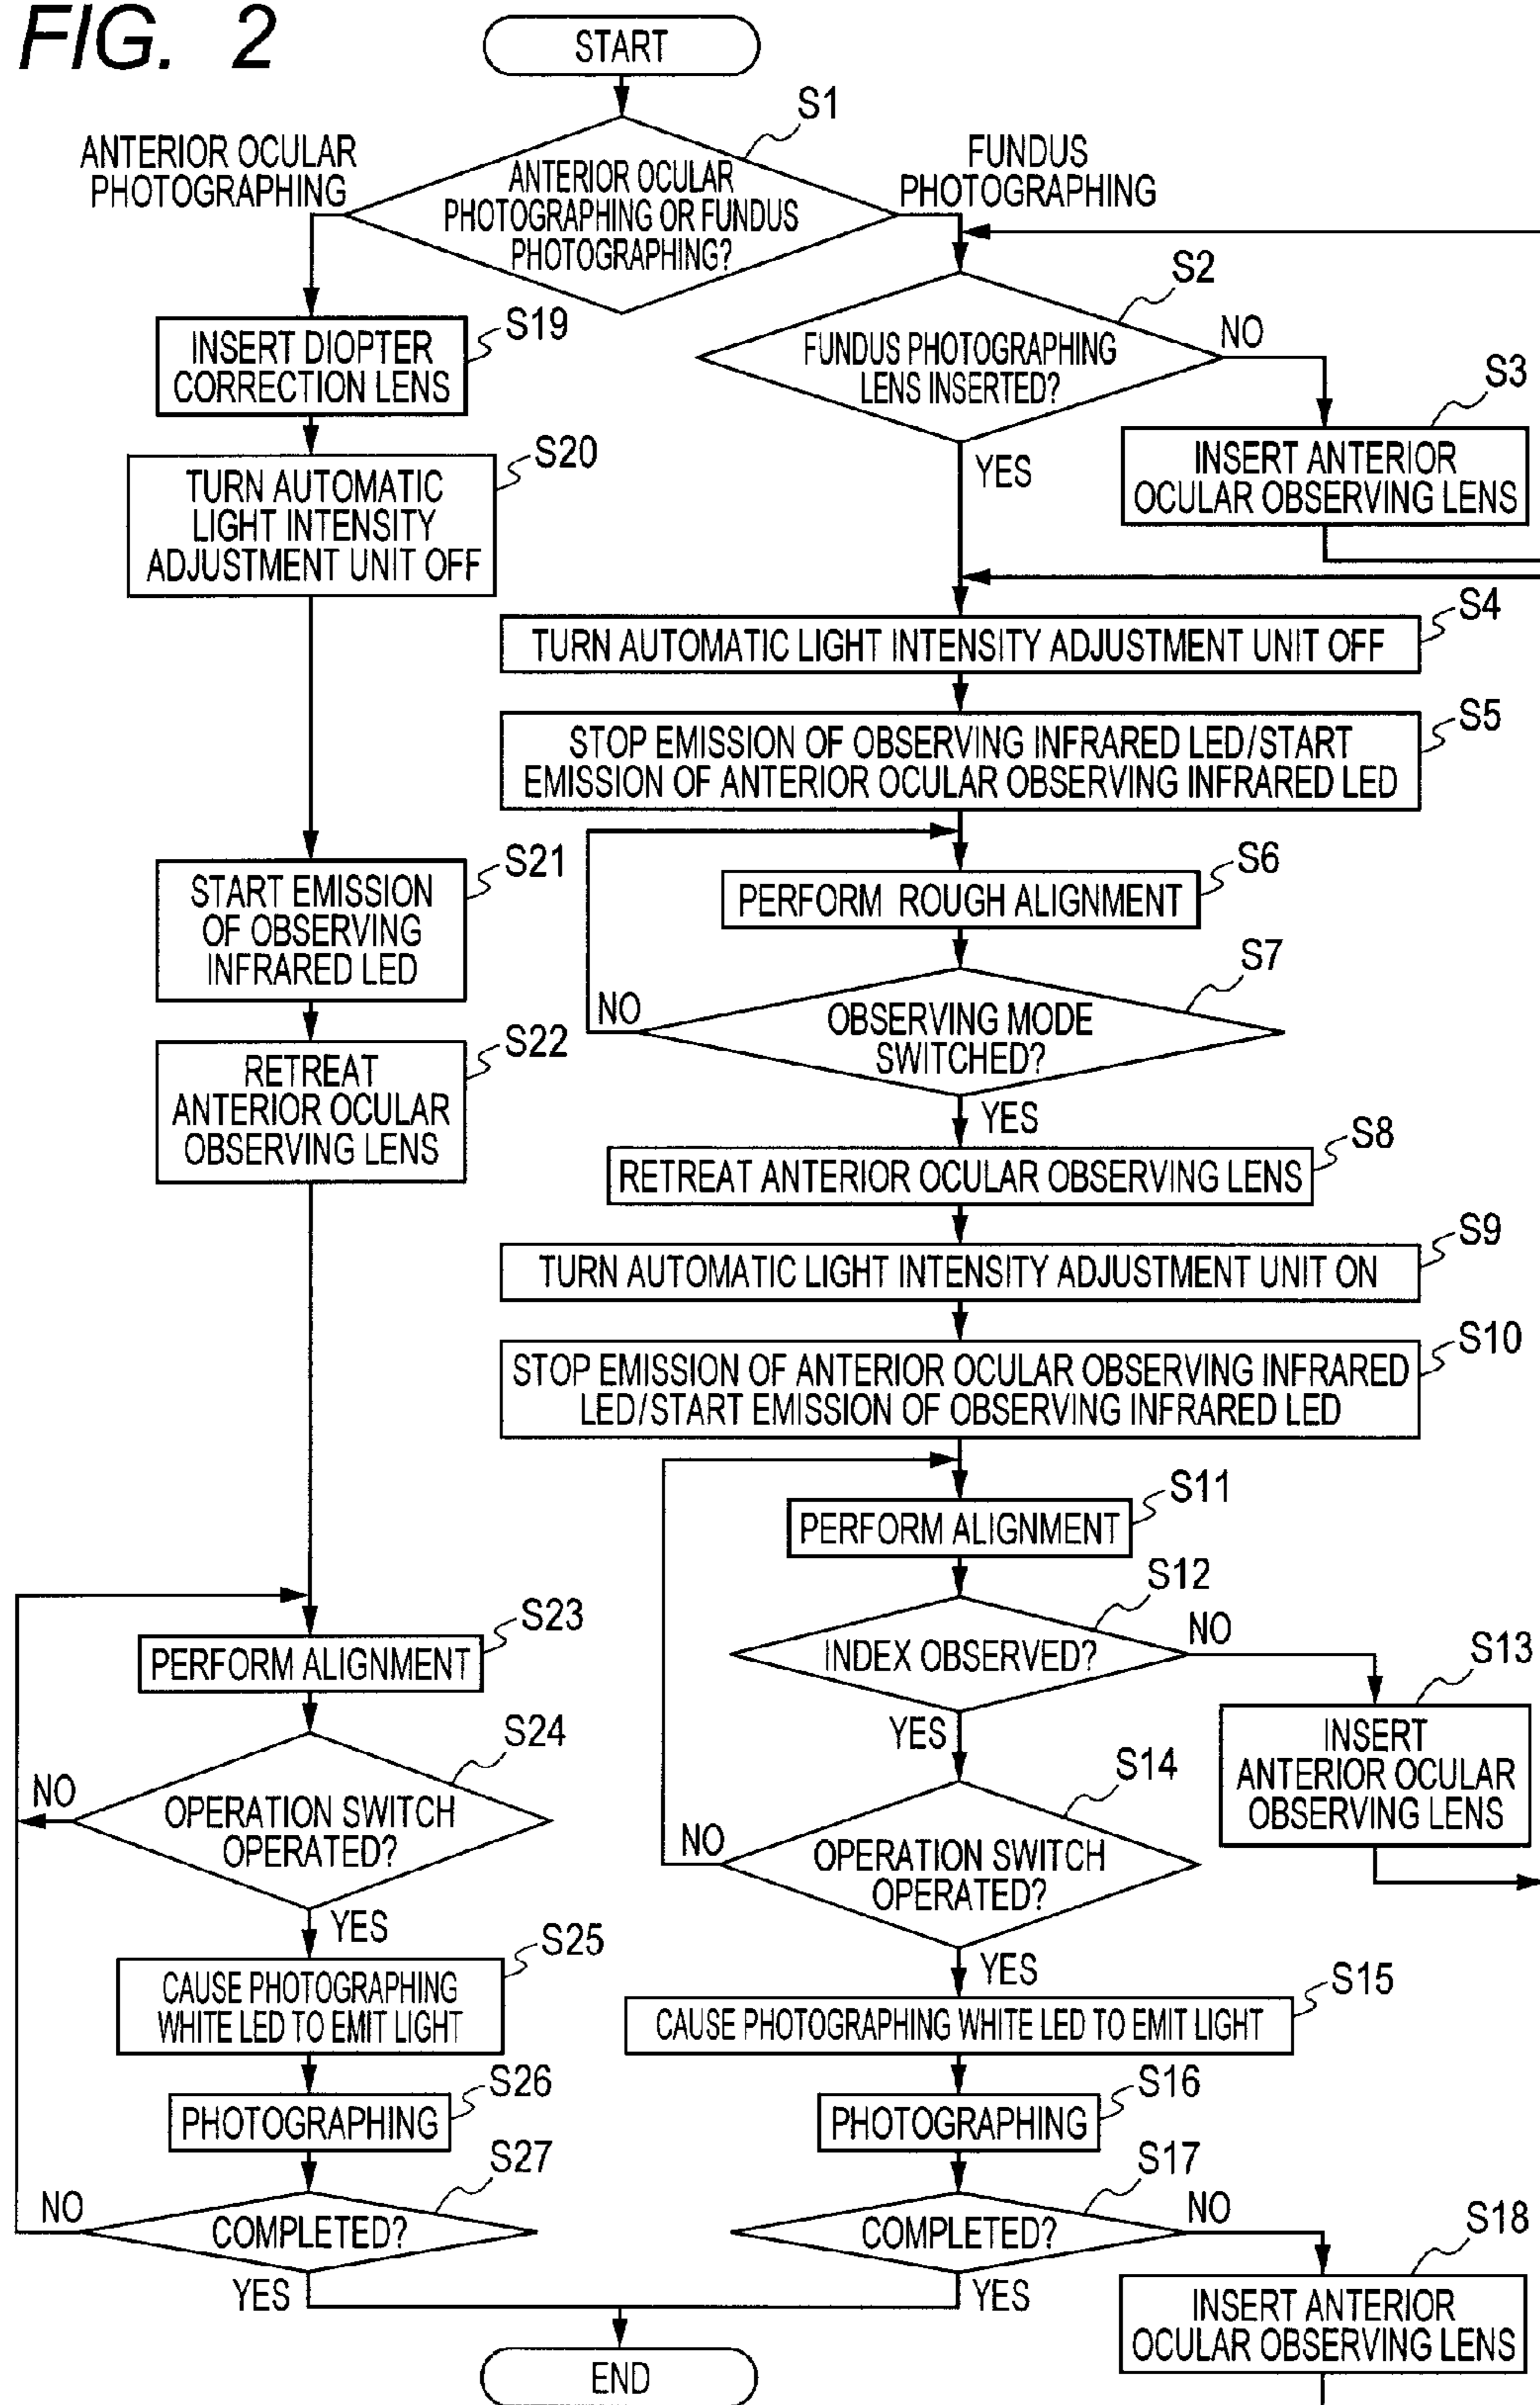 FIG. 2
START
S1
ANTERIOR OCULAR
PHOTOGRAPHING
FUNDUS
PHOTOGRAPHING
ANTERIOR OCULAR
PHOTOGRAPHING OR FUNDUS
PHOTOGRAPHING?
S2
S19
INSERT DIOPTER
CORRECTION LENS
FUNDUS PHOTOGRAPHING
LENS INSERTED?
NO
S3
INSERT ANTERIOR
OCULAR OBSERVING LENS
YES
S20
TURN AUTOMATIC
LIGHT INTENSITY
ADJUSTMENT UNIT OFF
S4
TURN AUTOMATIC LIGHT INTENSITY ADJUSTMENT UNIT OFF
S5
STOP EMISSION OF OBSERVING INFRARED LED/START
EMISSION OF ANTERIOR OCULAR OBSERVING INFRARED LED
S21
START EMISSION
OF OBSERVING
INFRARED LED
S6
PERFORM ROUGH ALIGNMENT
S7
NO
OBSERVING MODE
SWITCHED?
YES
S22
RETREAT
ANTERIOR OCULAR
OBSERVING LENS
S8
RETREAT ANTERIOR OCULAR OBSERVING LENS
S9
TURN AUTOMATIC LIGHT INTENSITY ADJUSTMENT UNIT ON
S10
STOP EMISSION OF ANTERIOR OCULAR OBSERVING INFRARED
LED/START EMISSION OF OBSERVING INFRARED LED
S11
PERFORM ALIGNMENT
S12
INDEX OBSERVED?
NO
S13
INSERT
ANTERIOR OCULAR
OBSERVING LENS
YES
S23
PERFORM ALIGNMENT
S24
NO
OPERATION SWITCH
OPERATED?
YES
S14
NO
OPERATION SWITCH
OPERATED?
YES
S25
CAUSE PHOTOGRAPHING
WHITE LED TO EMIT LIGHT
S15
CAUSE PHOTOGRAPHING WHITE LED TO EMIT LIGHT
S26
PHOTOGRAPHING
S16
PHOTOGRAPHING
S27
NO
COMPLETED?
YES
S17
COMPLETED?
NO
YES
S18
INSERT ANTERIOR
OCULAR OBSERVING LENS
END